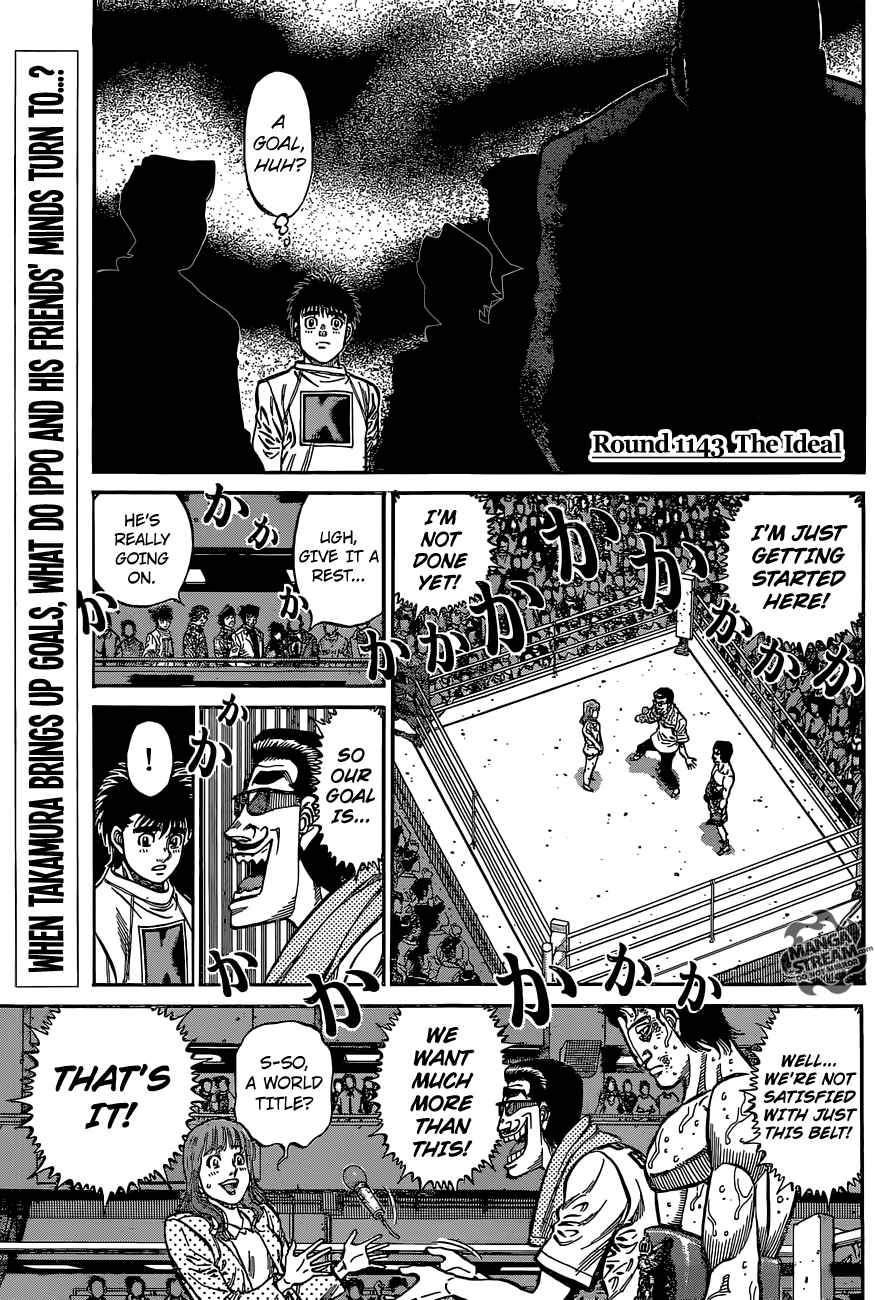 WHEN TAKAMURA BRINGS UP GOALS, WHAT DO IPPO AND HIS FRIENDS' MINDS TURN TO...?
A
GOAL,
HUH?
Round 1143 The Ideal
I'M JUST
GETTING
STARTED
HERE!
I'M
NOT
DONE
YET!
か
か
か
か
か
か
か
か
か
UGH,
GIVE IT A
REST...
HE'S
REALLY
GOING
ON.
か
か
か
か
SO
OUR
GOAL
IS...
か
か
!
K
K
MANGA
STREAM
WELL...
WE'RE NOT
SATISFIED
WITH JUST
THIS BELT!
WE
WANT
MUCH
MORE
THAN
THIS!
S-SO,
A WORLD
TITLE?
THAT'S
IT!
か
か
か
か
か
か